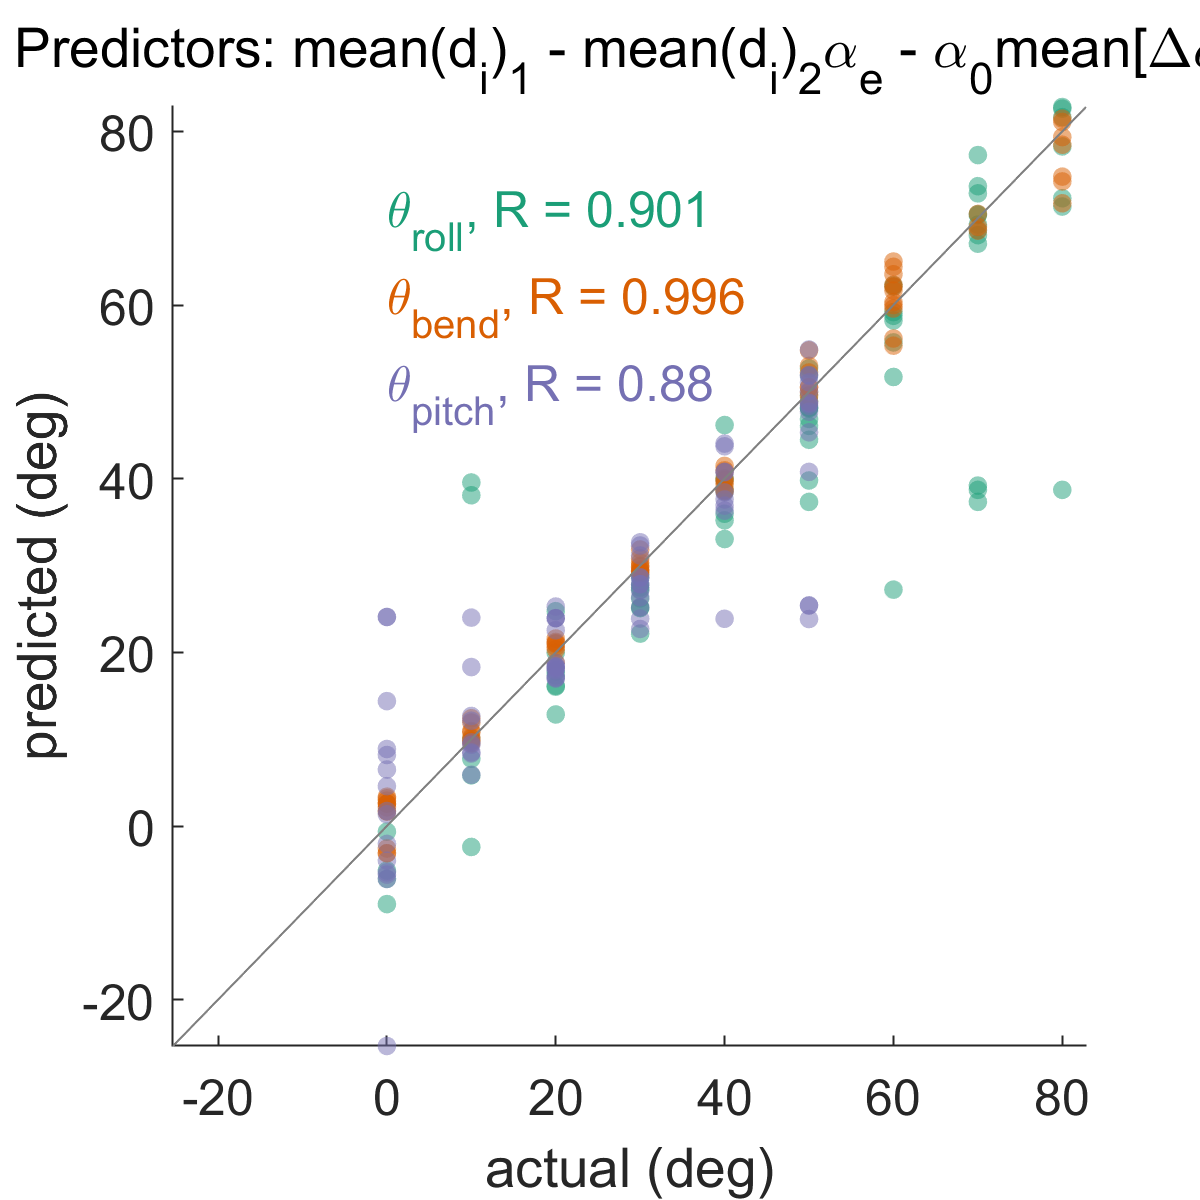 Predictors: mean(d_i)_1 - mean(d_i)_2α_e - α_0mean[Δ
80
θ_roll, R = 0.901
60
θ_bend, R = 0.996
θ_pitch, R = 0.88
40
20
0
-20
predicted (deg)
-20 0 20 40 60 80
actual (deg)